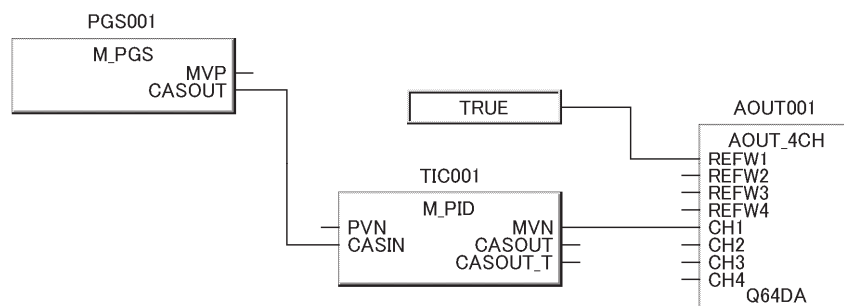 PGS001
M_PGS
MVP
CASOUT
TRUE
AOUT001
AOUT_4CH
REFW1
REFW2
REFW3
REFW4
CH1
CH2
CH3
CH4
Q64DA
TIC001
M_PID
PVN MVN
CASIN CASOUT
CASOUT_T